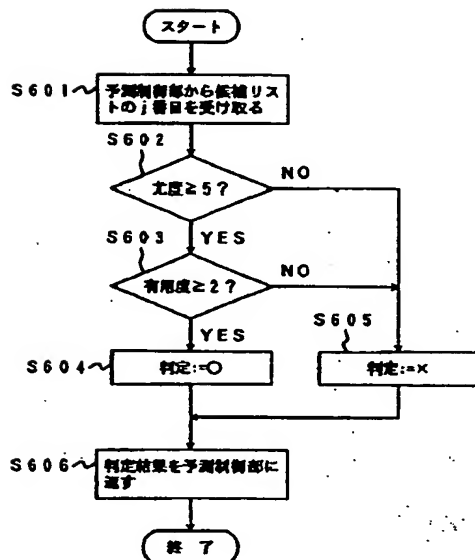 スタート
S601
予測制御部から候補リス
トのj番目を受け取る
S602
尤度≧5?
NO
YES
S603
有用度≧2?
NO
YES
S604
判定:=○
S605
判定:=×
S606
判定結果を予測制御部に
返す
終了